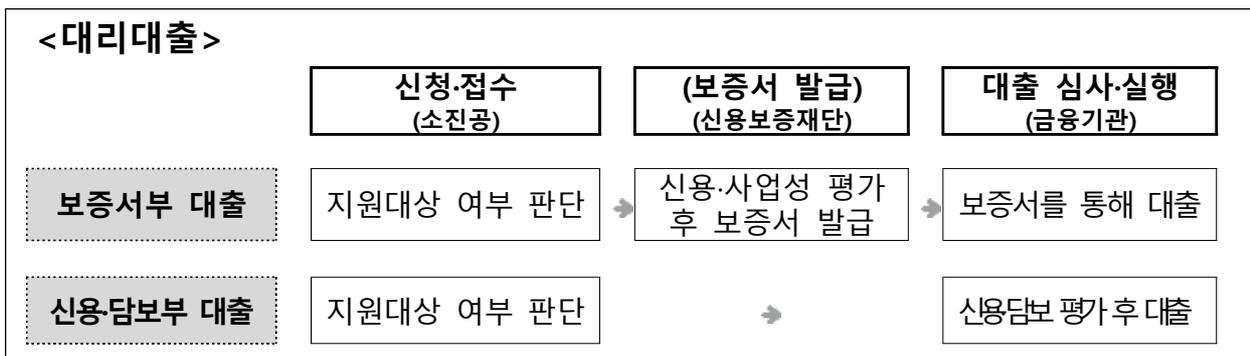 <대리대출>
신청·접수 (보증서 발급) 대출 심사·실행
(소진공) (신용보증재단) (금융기관)
보증서부 대출 지원대상 여부 판단 신용·사업성 평가 후 보증서 발급 보증서를 통해 대출
신용·담보부 대출 지원대상 여부 판단 신용담보 평가 후 대출